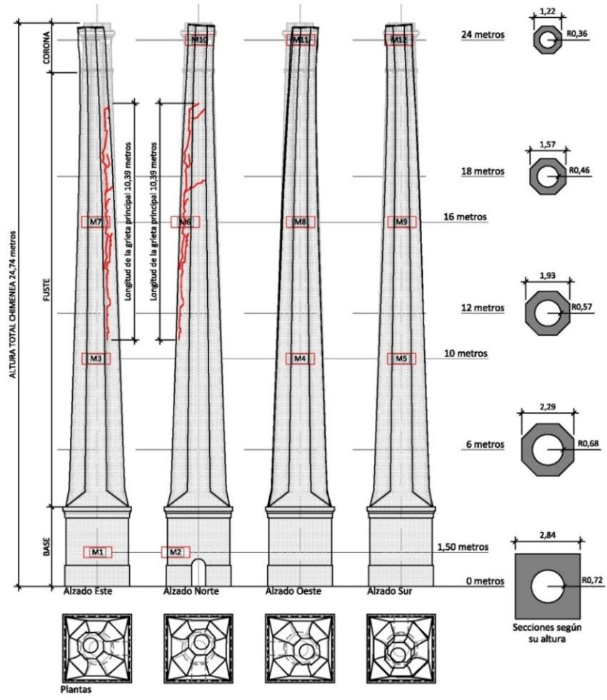 ALTURA TOTAL CHIMENEA 24,74 metros
CORONA
FUSTE
BASE
M10
M11
M12
24 metros
1,22
R0,36
Longitud de la grieta principal 10,39 metros
Longitud de la grieta principal 10,39 metros
18 metros
1,57
R0,46
M7
M6
M8
M9
16 metros
12 metros
1,93
R0,57
M3
M4
M5
10 metros
6 metros
2,29
R0,68
M1
M2
1,50 metros
2,84
R0,72
0 metros
Alzado Este
Alzado Norte
Alzado Oeste
Alzado Sur
Secciones según
su altura
Plantas